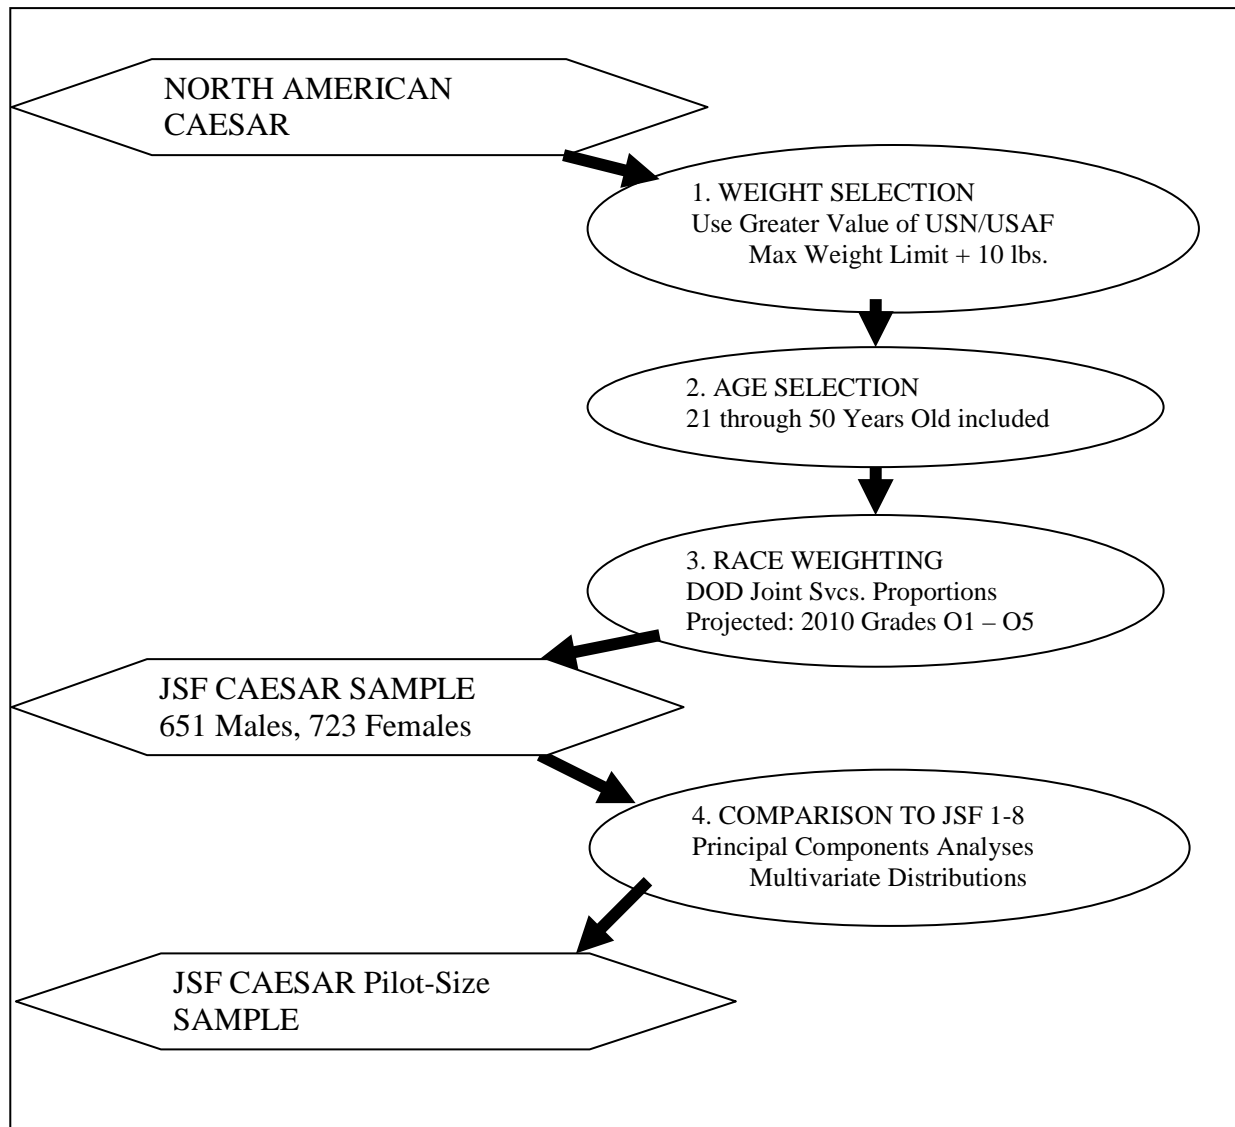 NORTH AMERICAN
CAESAR
1. WEIGHT SELECTION
Use Greater Value of USN/USAF
Max Weight Limit + 10 lbs.
2. AGE SELECTION
21 through 50 Years Old included
3. RACE WEIGHTING
DOD Joint Svcs. Proportions
Projected: 2010 Grades O1 – O5
JSF CAESAR SAMPLE
651 Males, 723 Females
4. COMPARISON TO JSF 1-8
Principal Components Analyses
Multivariate Distributions
JSF CAESAR Pilot-Size
SAMPLE